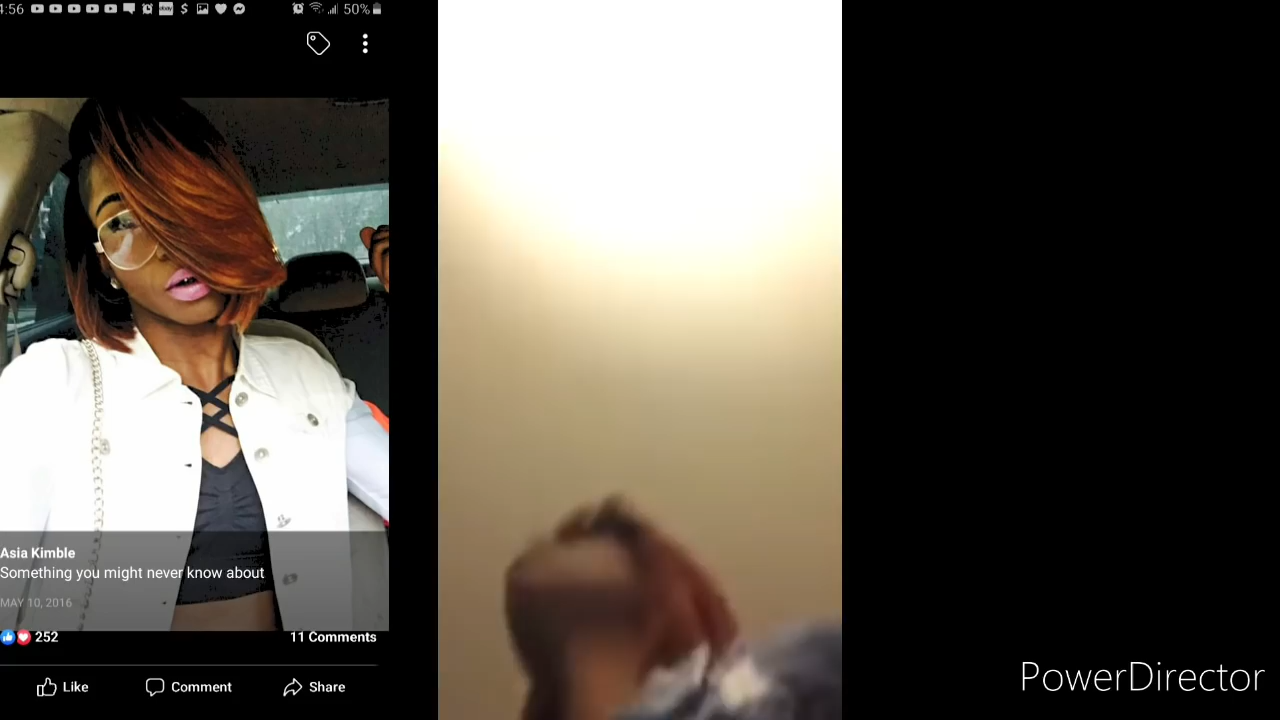 4:56
50%
Asia Kimble
Something you might never know about
MAY 10, 2016
252
11 Comments
Like
Comment
Share
PowerDirector